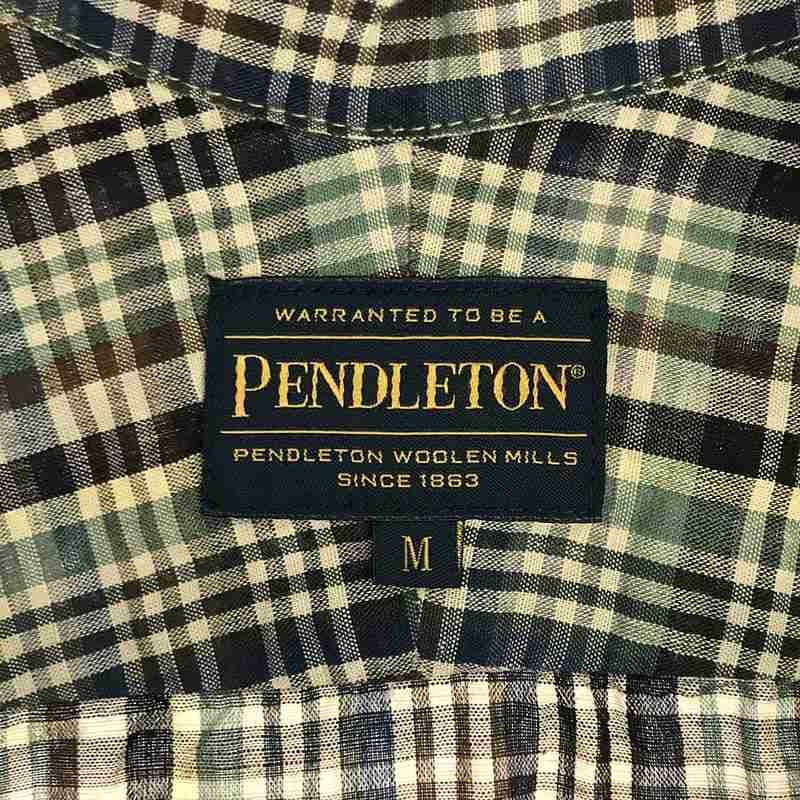 WARRANTED TO BE A
PENDLETON®
PENDLETON WOOLEN MILLS
SINCE 1863
M